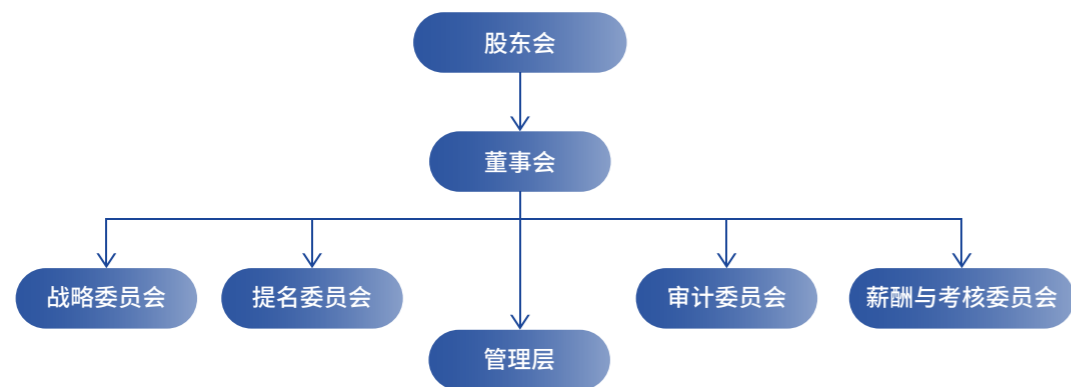 股东会
董事会
战略委员会
提名委员会
审计委员会
薪酬与考核委员会
管理层